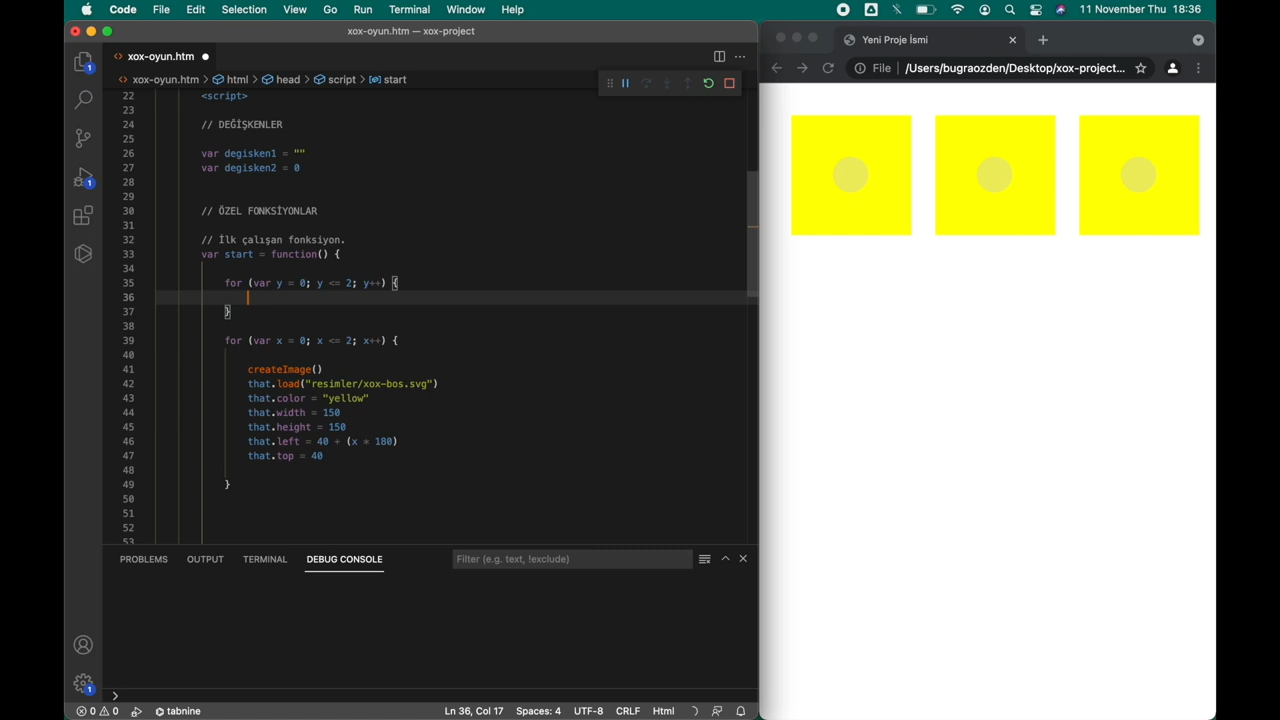 Code File Edit Selection View Go Run Terminal Window Help 11 November Thu 18:36
xox-oyun.htm — xox-project
xox-oyun.htm
xox-oyun.htm > html > head > script > start
22 <script>
23
24 // DEĞİŞKENLER
25
26 var degisken1 = ""
27 var degisken2 = 0
28
29
30 // ÖZEL FONKSİYONLAR
31
32 // İlk çalışan fonksiyon.
33 var start = function() {
34
35 for (var y = 0; y <= 2; y++) {
36
37 }
38
39 for (var x = 0; x <= 2; x++) {
40
41 createImage()
42 that.load("resimler/xox-bos.svg")
43 that.color = "yellow"
44 that.width = 150
45 that.height = 150
46 that.left = 40 + (x * 180)
47 that.top = 40
48
49 }
50
51
52
53
PROBLEMS OUTPUT TERMINAL DEBUG CONSOLE Filter (e.g. text, !exclude)
1
1
1
0 0 tabnine Ln 36, Col 17 Spaces: 4 UTF-8 CRLF Html
Yeni Proje İsmi
File /Users/bugraozden/Desktop/xox-project...